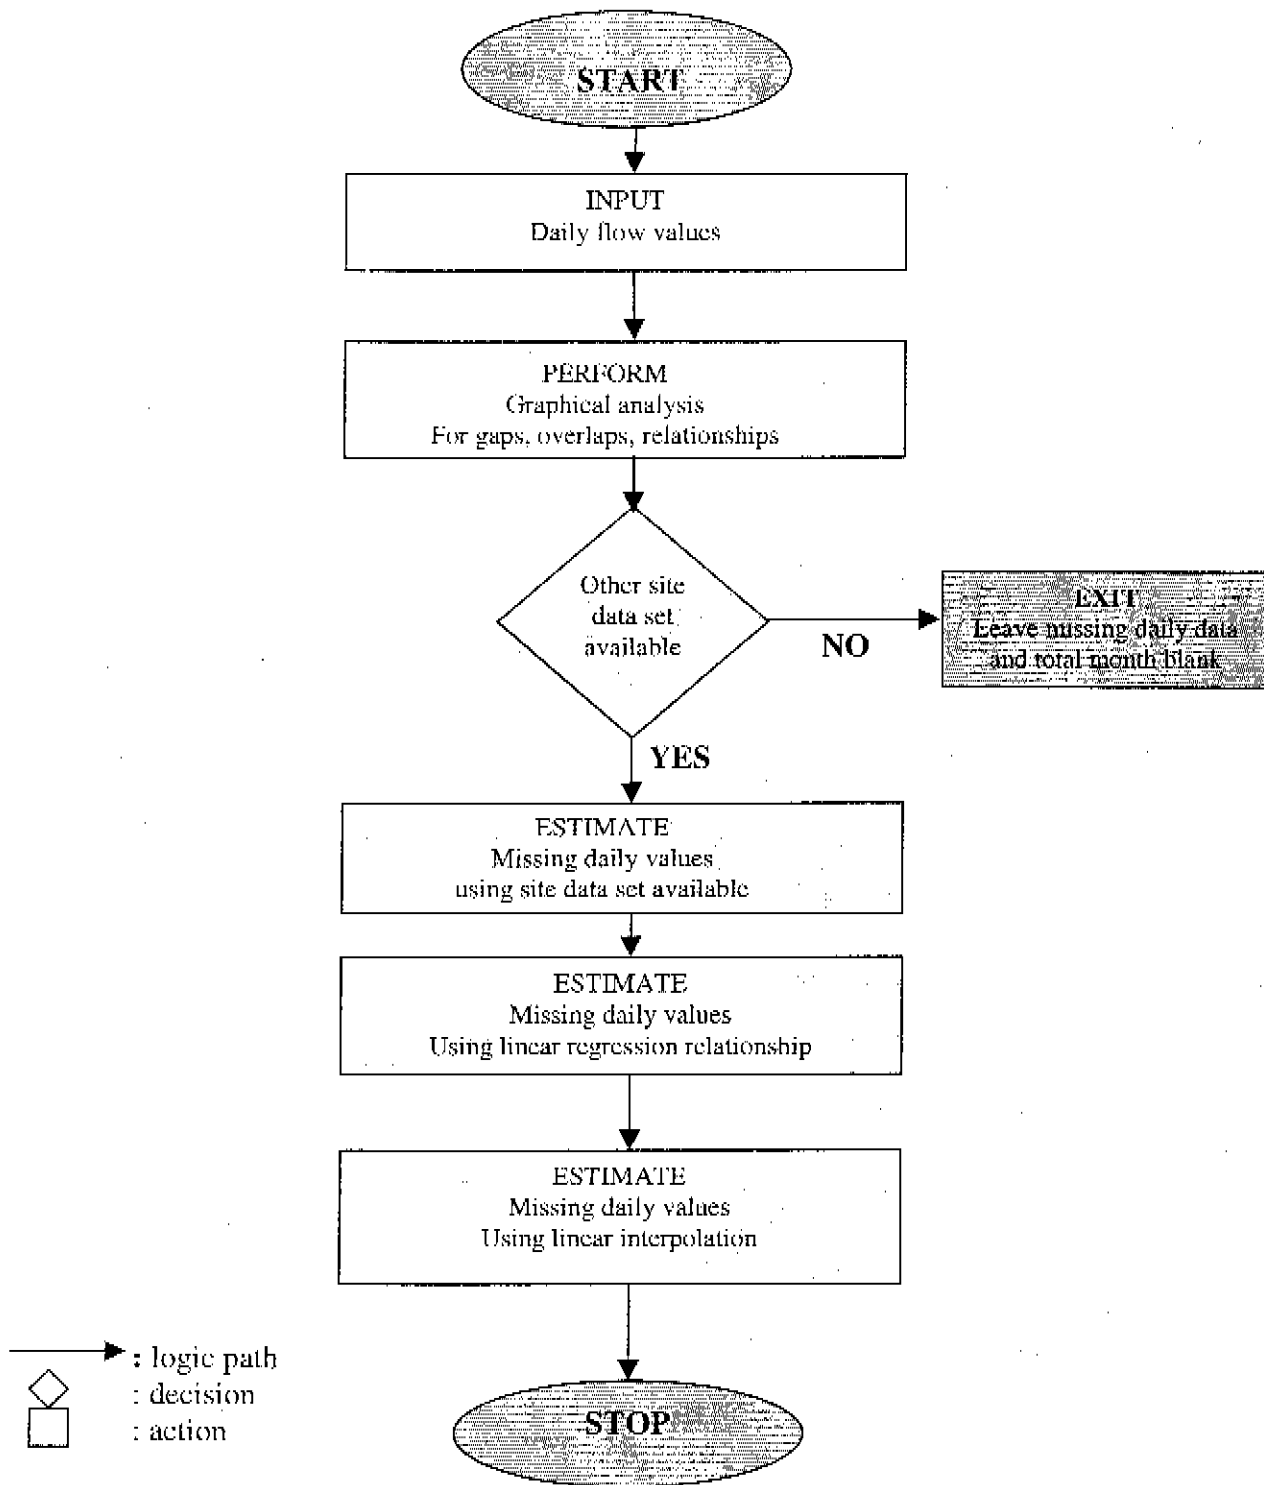 START
INPUT
Daily flow values
PERFORM
Graphical analysis
For gaps, overlaps, relationships
Other site
data set
available
NO
EXIT
Leave missing daily data
and total month blank
YES
ESTIMATE
Missing daily values
using site data set available
ESTIMATE
Missing daily values
Using linear regression relationship
ESTIMATE
Missing daily values
Using linear interpolation
: logic path
: decision
: action
STOP